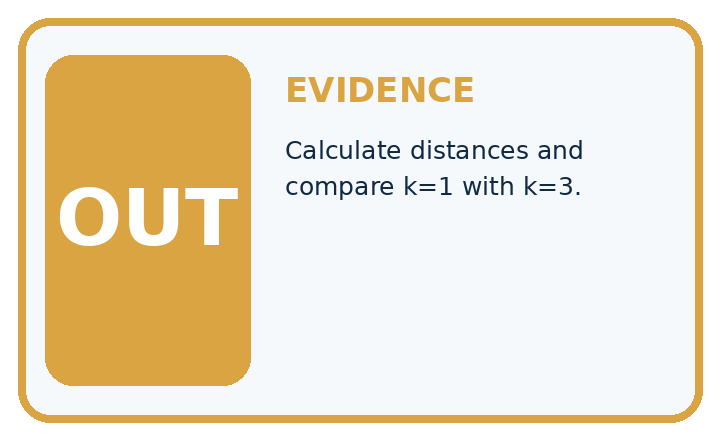 OUT
EVIDENCE
Calculate distances and
compare k=1 with k=3.